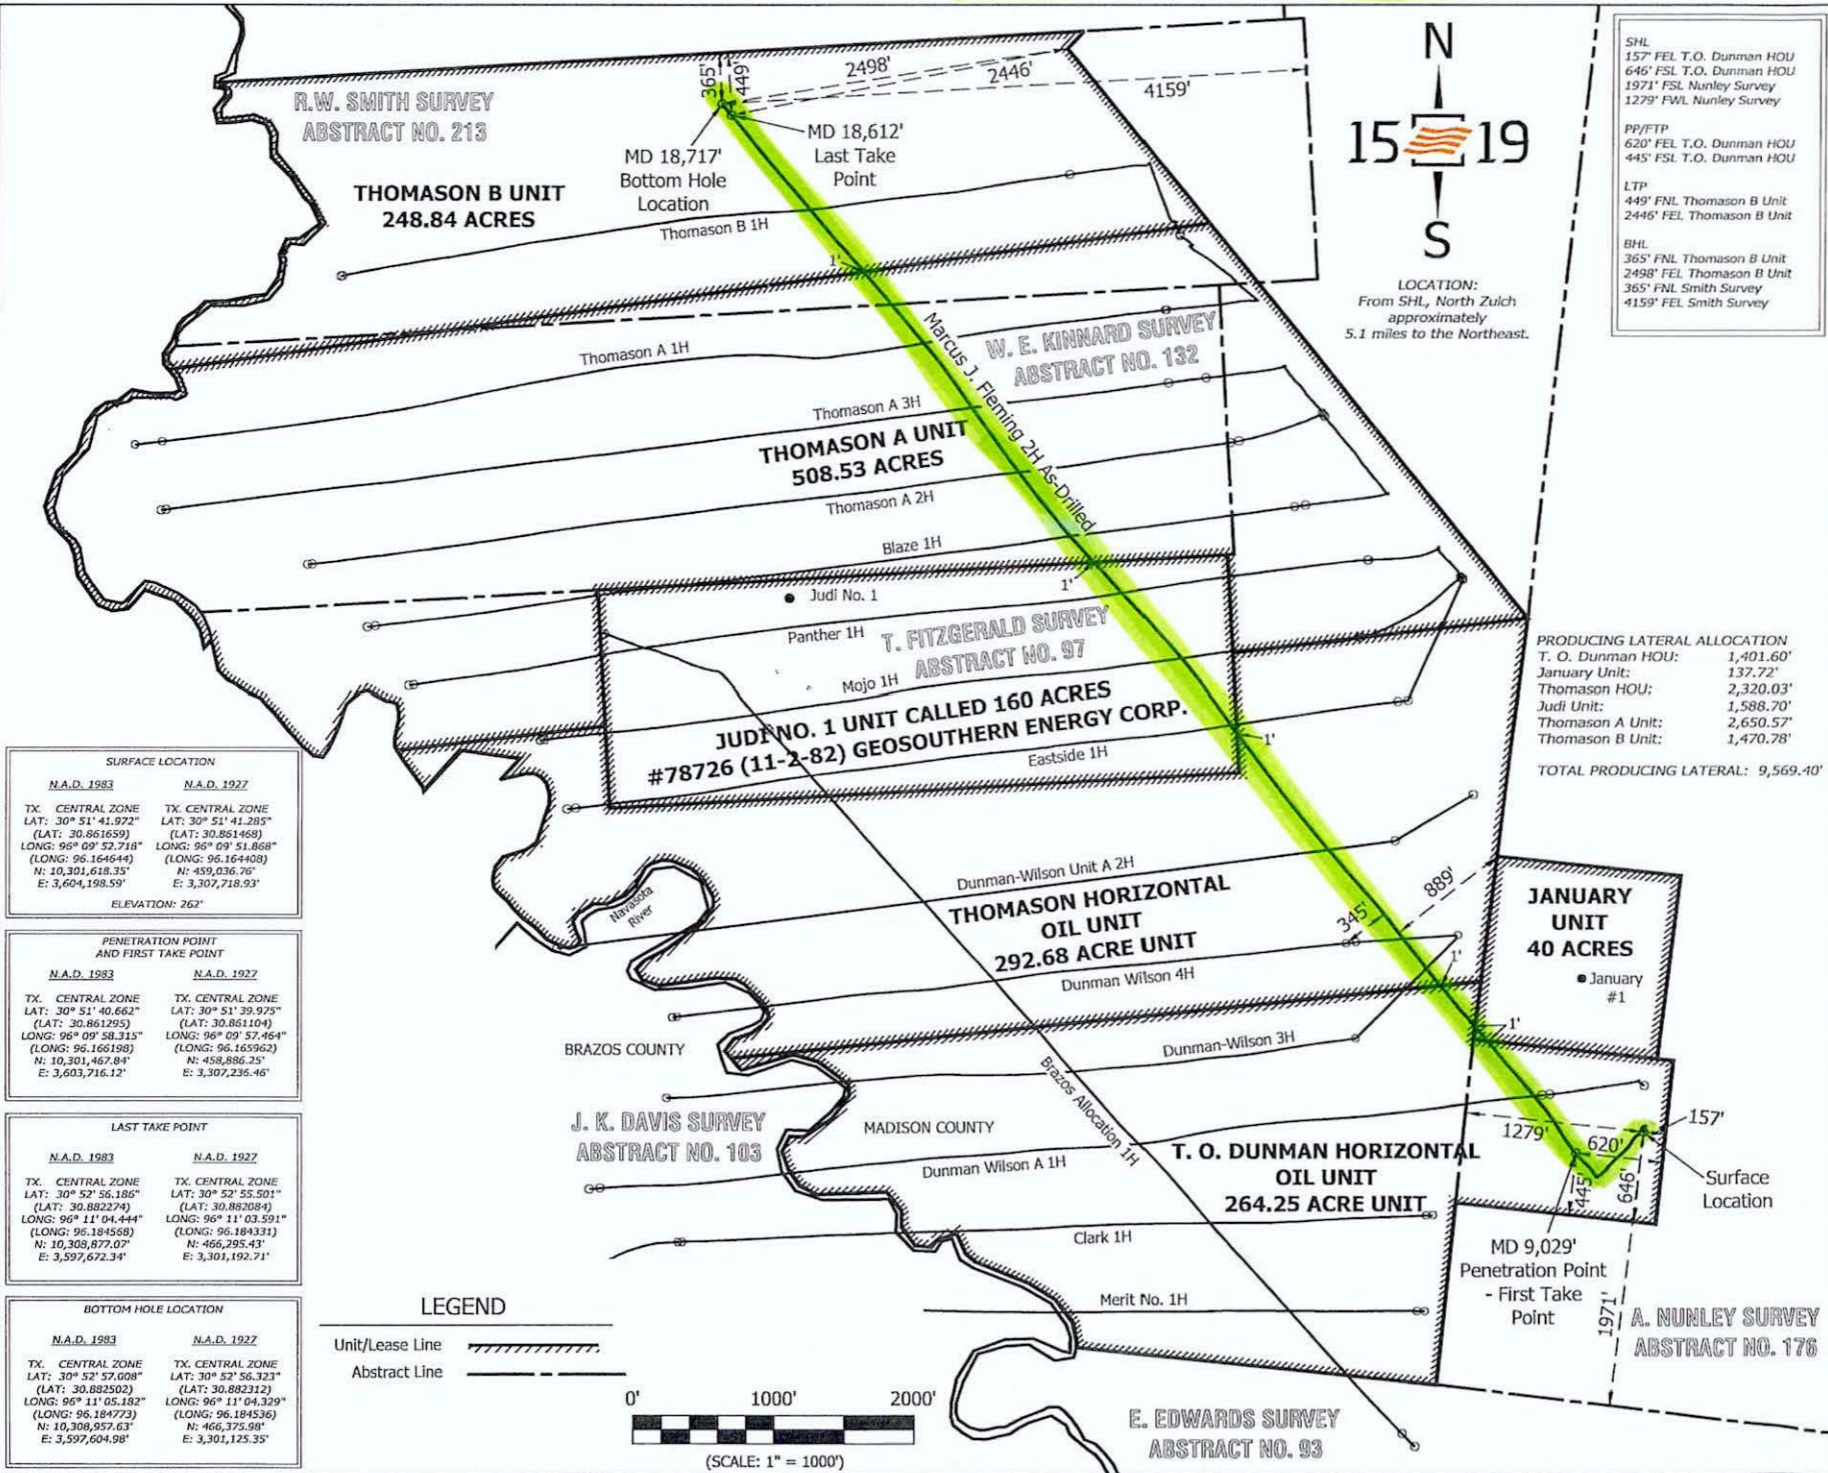 R.W. SMITH SURVEY
ABSTRACT NO. 213
THOMASON B UNIT
248.84 ACRES
365'
449'
2498'
2446'
4159'
MD 18,717'
Bottom Hole
Location
MD 18,612'
Last Take
Point
Thomason B 1H
1'
N
15 19
S
LOCATION:
From SHL, North Zulch
approximately
5.1 miles to the Northeast.
SHL
157' FEL T.O. Dunman HOU
646' FSL T.O. Dunman HOU
1971' FSL Nunley Survey
1279' FWL Nunley Survey
PP/FTP
620' FEL T.O. Dunman HOU
445' FSL T.O. Dunman HOU
LTP
449' FNL Thomason B Unit
2446' FEL Thomason B Unit
BHL
365' FNL Thomason B Unit
2498' FEL Thomason B Unit
365' FNL Smith Survey
4159' FEL Smith Survey
Thomason A 1H
Marcus J. Fleming 2H As-Drilled
W. E. KINNARD SURVEY
ABSTRACT NO. 132
Thomason A 3H
THOMASON A UNIT
508.53 ACRES
Thomason A 2H
Blaze 1H
1'
Judi No. 1
Panther 1H
T. FITZGERALD SURVEY
ABSTRACT NO. 97
Mojo 1H
JUDI NO. 1 UNIT CALLED 160 ACRES
#78726 (11-2-82) GEOSOUTHERN ENERGY CORP.
Eastside 1H
1'
PRODUCING LATERAL ALLOCATION
T. O. Dunman HOU: 1,401.60'
January Unit: 137.72'
Thomason HOU: 2,320.03'
Judi Unit: 1,588.70'
Thomason A Unit: 2,650.57'
Thomason B Unit: 1,470.78'
TOTAL PRODUCING LATERAL: 9,569.40'
SURFACE LOCATION
N.A.D. 1983 N.A.D. 1927
TX. CENTRAL ZONE TX. CENTRAL ZONE
LAT: 30° 51' 41.972" LAT: 30° 51' 41.285"
(LAT: 30.861659) (LAT: 30.861468)
LONG: 96° 09' 52.718" LONG: 96° 09' 51.868"
(LONG: 96.164644) (LONG: 96.164408)
N: 10,301,618.35' N: 459,036.76'
E: 3,604,198.59' E: 3,307,718.93'
ELEVATION: 262'
PENETRATION POINT
AND FIRST TAKE POINT
N.A.D. 1983 N.A.D. 1927
TX. CENTRAL ZONE TX. CENTRAL ZONE
LAT: 30° 51' 40.662" LAT: 30° 51' 39.975"
(LAT: 30.861295) (LAT: 30.861104)
LONG: 96° 09' 58.315" LONG: 96° 09' 57.464"
(LONG: 96.166198) (LONG: 96.165962)
N: 10,301,467.84' N: 458,886.25'
E: 3,603,716.12' E: 3,307,236.46'
LAST TAKE POINT
N.A.D. 1983 N.A.D. 1927
TX. CENTRAL ZONE TX. CENTRAL ZONE
LAT: 30° 52' 56.186" LAT: 30° 52' 55.501"
(LAT: 30.882274) (LAT: 30.882084)
LONG: 96° 11' 04.444" LONG: 96° 11' 03.591"
(LONG: 96.184568) (LONG: 96.184331)
N: 10,308,877.07' N: 466,295.43'
E: 3,597,672.34' E: 3,301,192.71'
BOTTOM HOLE LOCATION
N.A.D. 1983 N.A.D. 1927
TX. CENTRAL ZONE TX. CENTRAL ZONE
LAT: 30° 52' 57.008" LAT: 30° 52' 56.323"
(LAT: 30.882502) (LAT: 30.882312)
LONG: 96° 11' 05.182" LONG: 96° 11' 04.329"
(LONG: 96.184773) (LONG: 96.184536)
N: 10,308,957.63' N: 466,375.98'
E: 3,597,604.98' E: 3,301,125.35'
Navasota
River
Dunman-Wilson Unit A 2H
THOMASON HORIZONTAL
OIL UNIT
292.68 ACRE UNIT
889'
345'
JANUARY
UNIT
40 ACRES
January
#1
Dunman Wilson 4H
1'
1'
BRAZOS COUNTY
Dunman-Wilson 3H
Brazos Allocation 1H
J. K. DAVIS SURVEY
ABSTRACT NO. 103
MADISON COUNTY
Dunman Wilson A 1H
T. O. DUNMAN HORIZONTAL
OIL UNIT
264.25 ACRE UNIT
1279'
620'
157'
445'
646'
Surface
Location
Clark 1H
MD 9,029'
Penetration Point
- First Take
Point
1971'
A. NUNLEY SURVEY
ABSTRACT NO. 176
Merit No. 1H
LEGEND
Unit/Lease Line
Abstract Line
0' 1000' 2000'
(SCALE: 1" = 1000')
E. EDWARDS SURVEY
ABSTRACT NO. 93